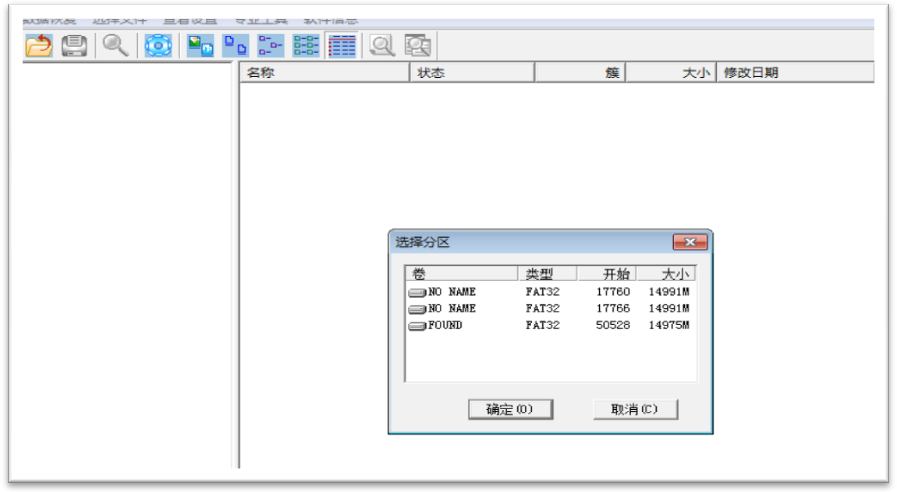 数据恢复 选择文件 查看设置 专业工具 软件信息
名称 状态 簇 大小 修改日期
选择分区
卷 类型 开始 大小
NO NAME FAT32 17760 14991M
NO NAME FAT32 17766 14991M
FOUND FAT32 50528 14975M
确定(O) 取消(C)